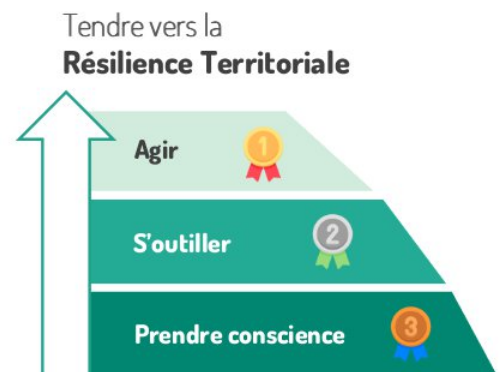 Tendre vers la
Résilience Territoriale
Agir 1
S'outiller 2
Prendre conscience 3